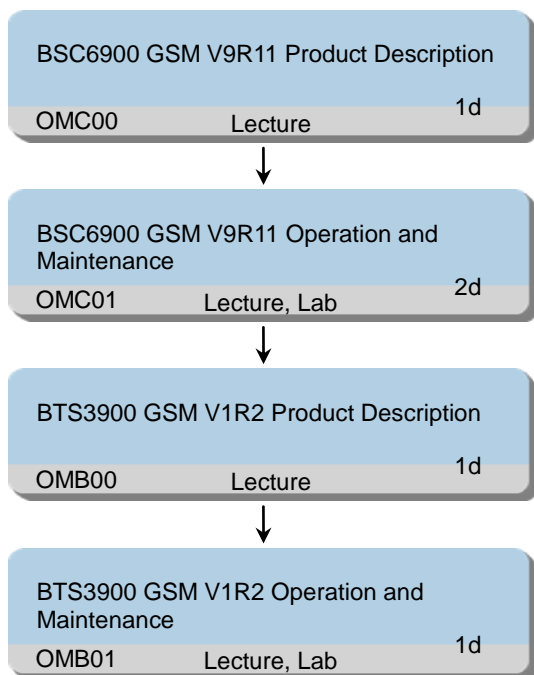 BSC6900 GSM V9R11 Product Description
1d
OMC00 Lecture
BSC6900 GSM V9R11 Operation and
Maintenance
2d
OMC01 Lecture, Lab
BTS3900 GSM V1R2 Product Description
1d
OMB00 Lecture
BTS3900 GSM V1R2 Operation and
Maintenance
1d
OMB01 Lecture, Lab